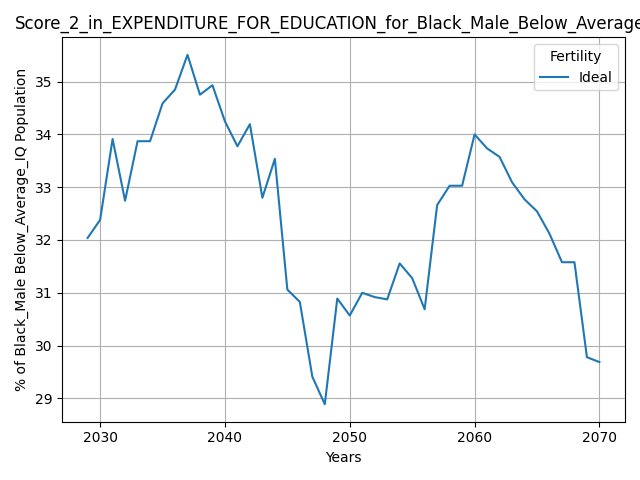 Score_2_in_EXPENDITURE_FOR_EDUCATION_for_Black_Male_Below_Average
Fertility
Ideal
% of Black_Male Below_Average_IQ Population
35
34
33
32
31
30
29
2030 2040 2050 2060 2070
Years